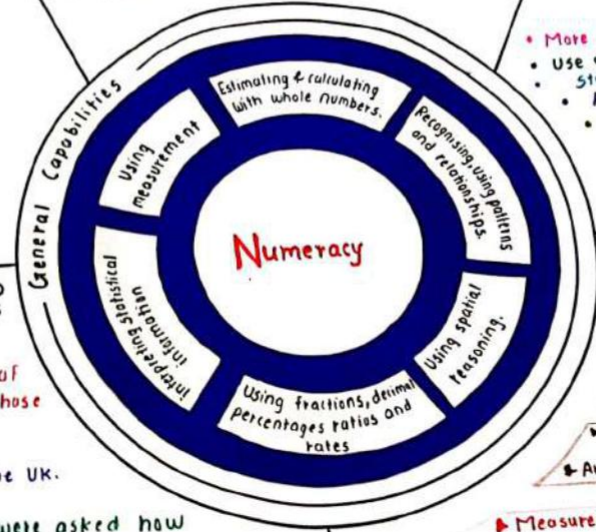 General Capabilities
Numeracy
Estimating & calculating
with whole numbers.
Recognising, using patterns
and relationships.
Using spatial
reasoning.
Using fractions, decimal
percentages ratios and
rates
interpreting statistical
information
Using
measurement
• More
• Use
of
hose
e UK.
were asked how
Measure